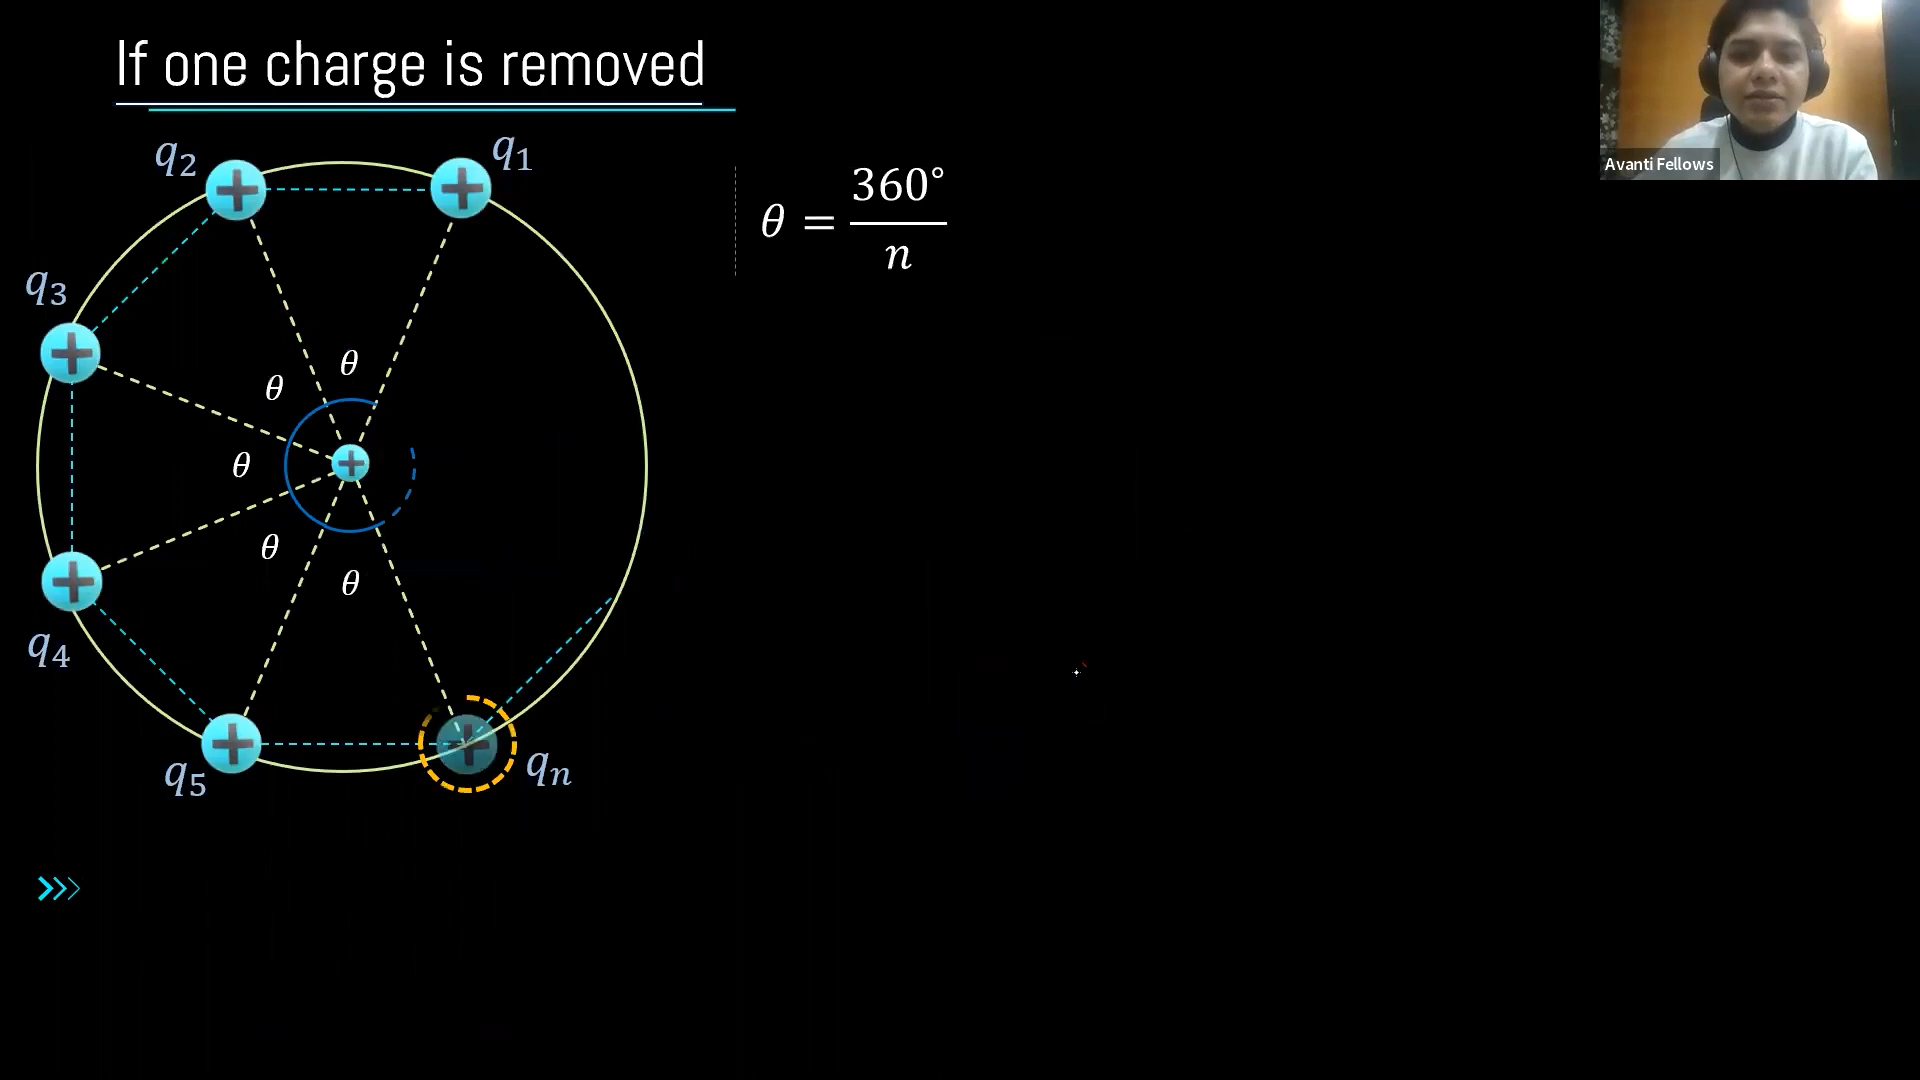 If one charge is removed
Avanti Fellows
q₂
q₁
θ = 360° / n
q₃
θ
θ
θ
θ
θ
q₄
q₅
qₙ